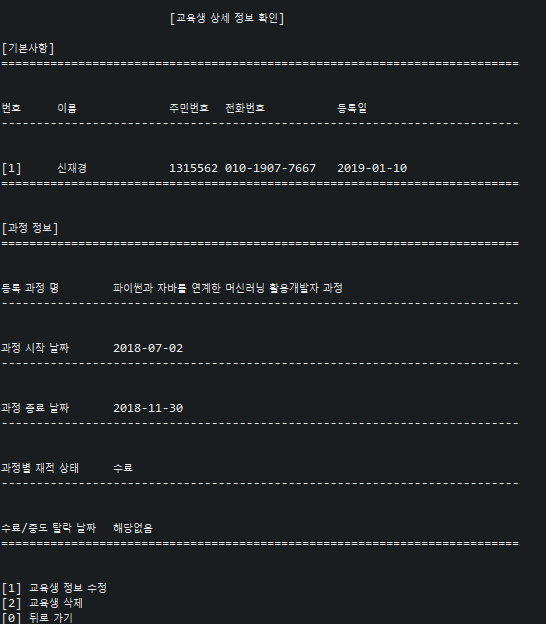 [교육생 상세 정보 확인]
[기본사항]
==========================================================================
번호 이름 주민번호 전화번호 등록일
--------------------------------------------------------------------------
[1] 신재경 1315562 010-1907-7667 2019-01-10
==========================================================================
[과정 정보]
==========================================================================
등록 과정 명 파이썬과 자바를 연계한 머신러닝 활용개발자 과정
--------------------------------------------------------------------------
과정 시작 날짜 2018-07-02
--------------------------------------------------------------------------
과정 종료 날짜 2018-11-30
--------------------------------------------------------------------------
과정별 재적 상태 수료
--------------------------------------------------------------------------
수료/중도 탈락 날짜 해당없음
==========================================================================
[1] 교육생 정보 수정
[2] 교육생 삭제
[0] 뒤로 가기